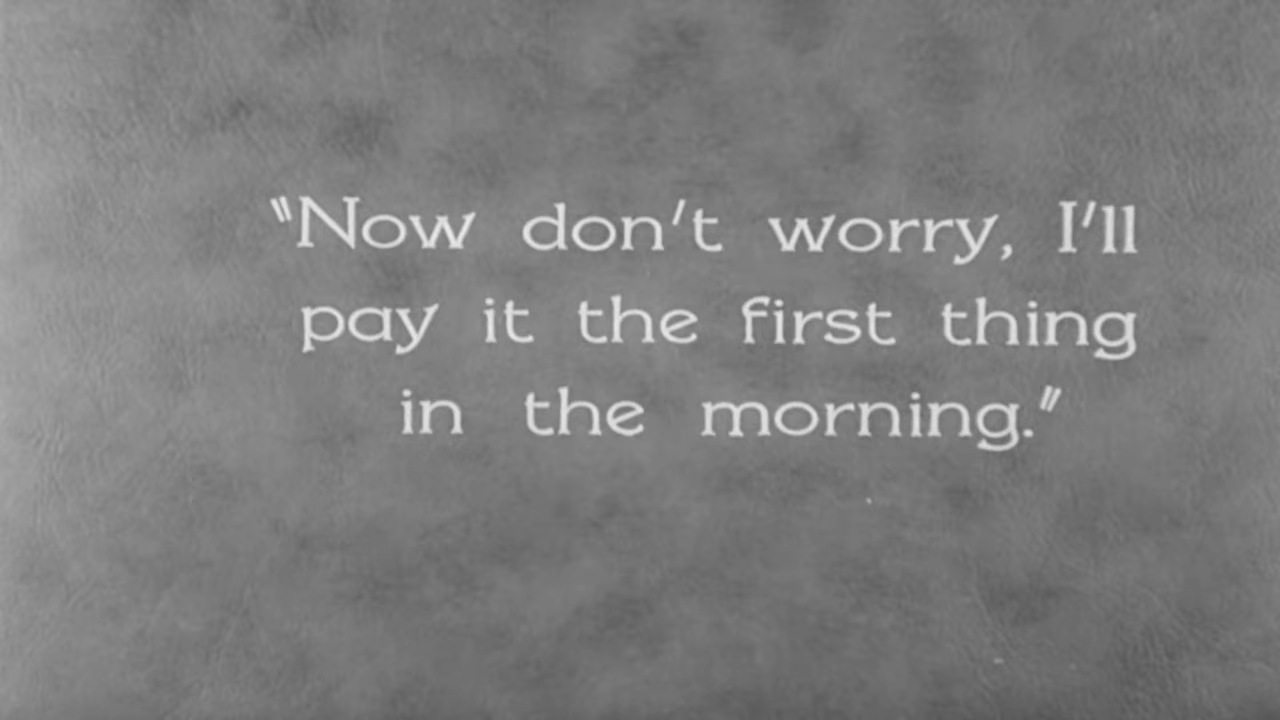 "Now don't worry, I'll
pay it the first thing
in the morning."